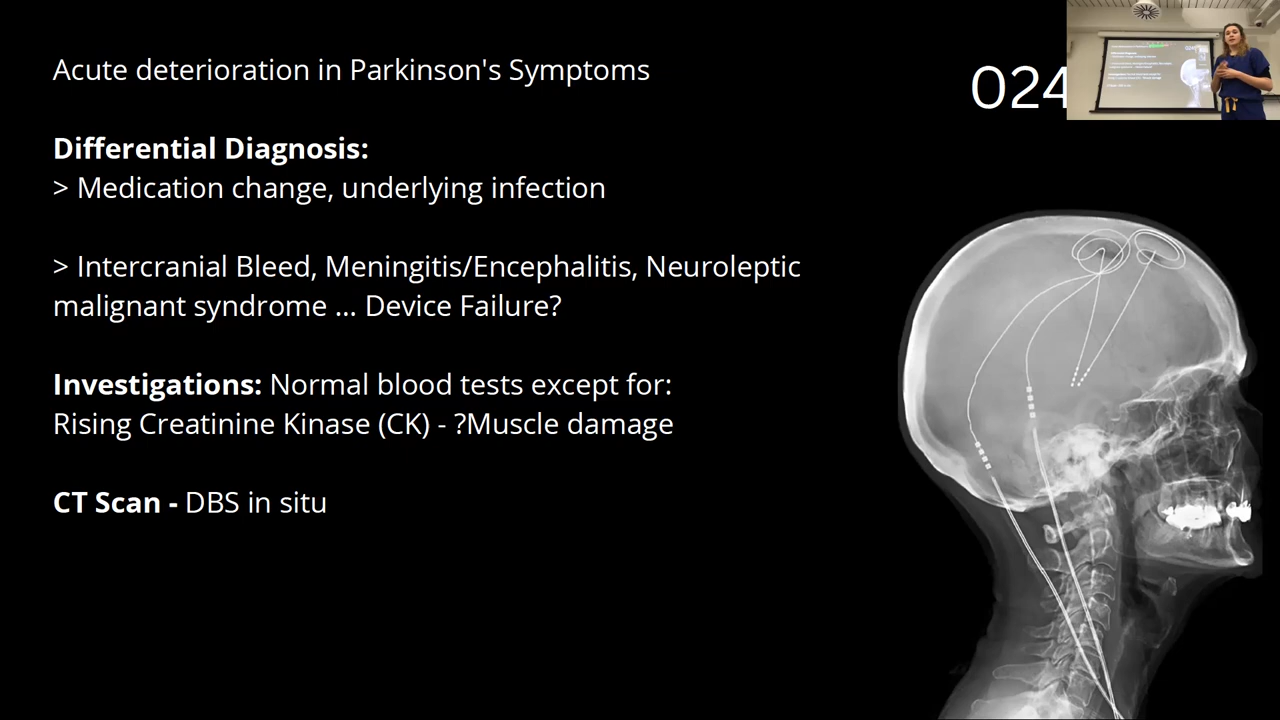 Acute deterioration in Parkinson's Symptoms
024
Differential Diagnosis:
> Medication change, underlying infection
> Intercranial Bleed, Meningitis/Encephalitis, Neuroleptic
malignant syndrome ... Device Failure?
Investigations: Normal blood tests except for:
Rising Creatinine Kinase (CK) - ?Muscle damage
CT Scan - DBS in situ